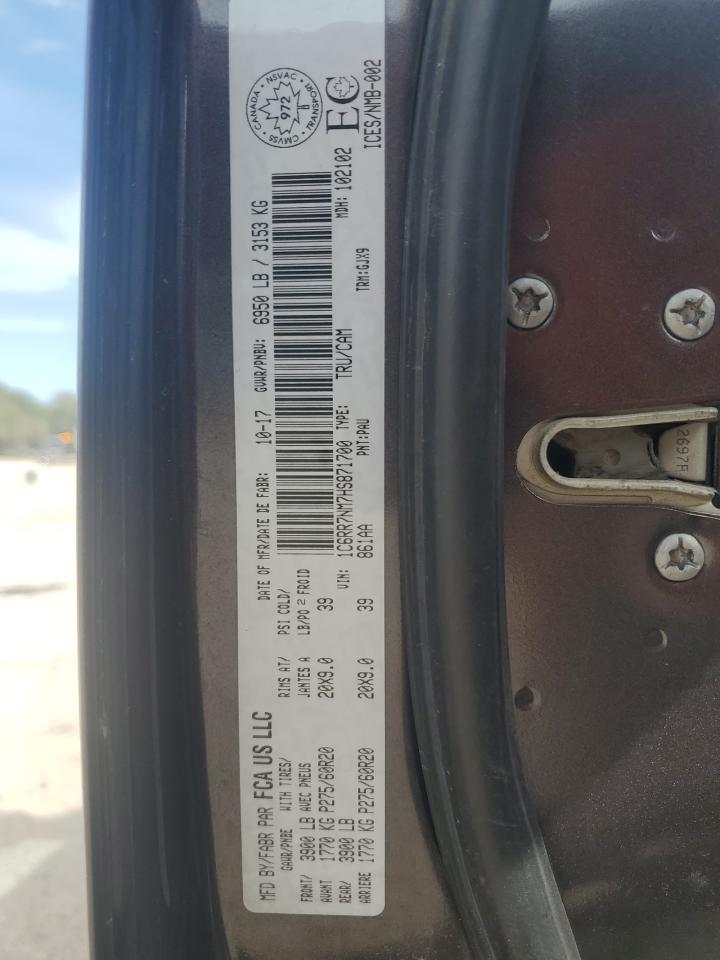 MFD BY/FABR PAR FCA US LLC
DATE OF MFR/DATE DE FABR: 10-17 GVWR/PNBV: 6950 LB / 3153 KG
GAWR/PNBE WITH TIRES/ RIMS AT/ PSI COLD/
FRONT/ 3900 LB AVEC PNEUS JANTES A LB/PO 2 FROID
AVANT 1770 KG P275/60R20 20X9.0 39
REAR/ 3900 LB VIN: 1C6RR7NM7HS871700 TYPE: TRU/CAM MDH: 102102
ARRIERE 1770 KG P275/60R20 20X9.0 39 861AA PNT:PAU TRM:GJX9
CANADA NSVAC TRANSPORT CMVSS
972
EC
ICES/NMB-002
2697A